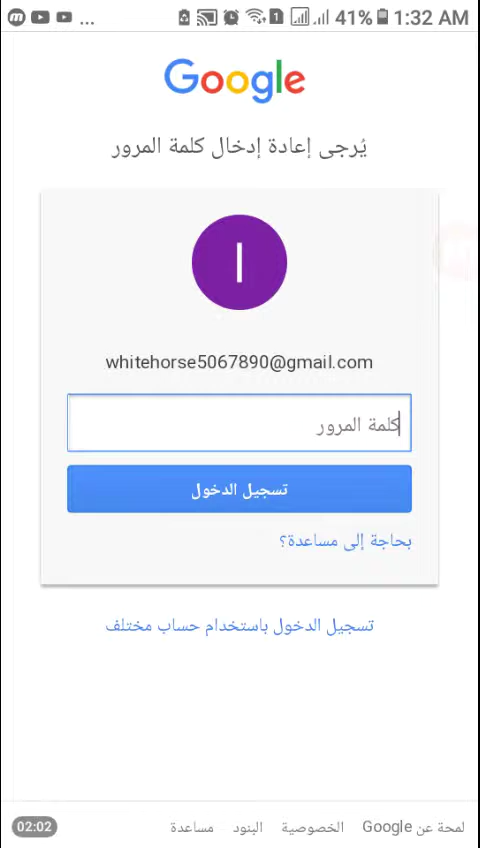 ... 1 41% 1:32 AM
Google
يُرجى إعادة إدخال كلمة المرور
ا
whitehorse5067890@gmail.com
كلمة المرور
تسجيل الدخول
بحاجة إلى مساعدة؟
تسجيل الدخول باستخدام حساب مختلف
لمحة عن Google الخصوصية البنود مساعدة
02:02